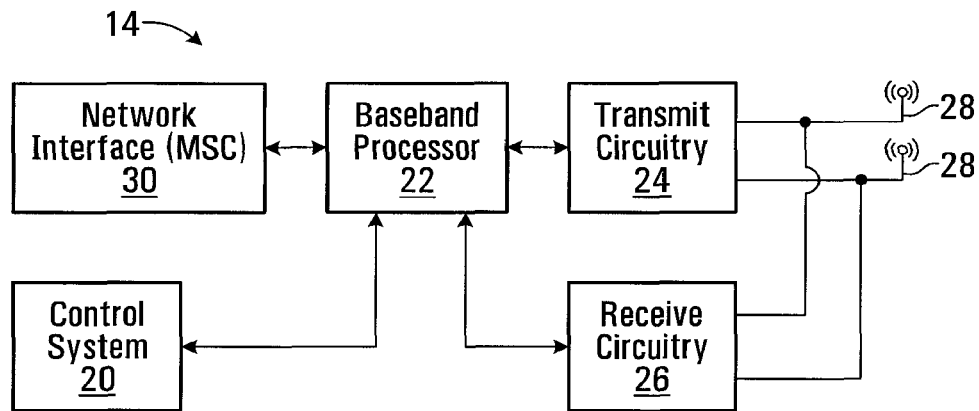 14
Network
Interface (MSC)
30
Baseband
Processor
22
Transmit
Circuitry
24
28
28
Control
System
20
Receive
Circuitry
26